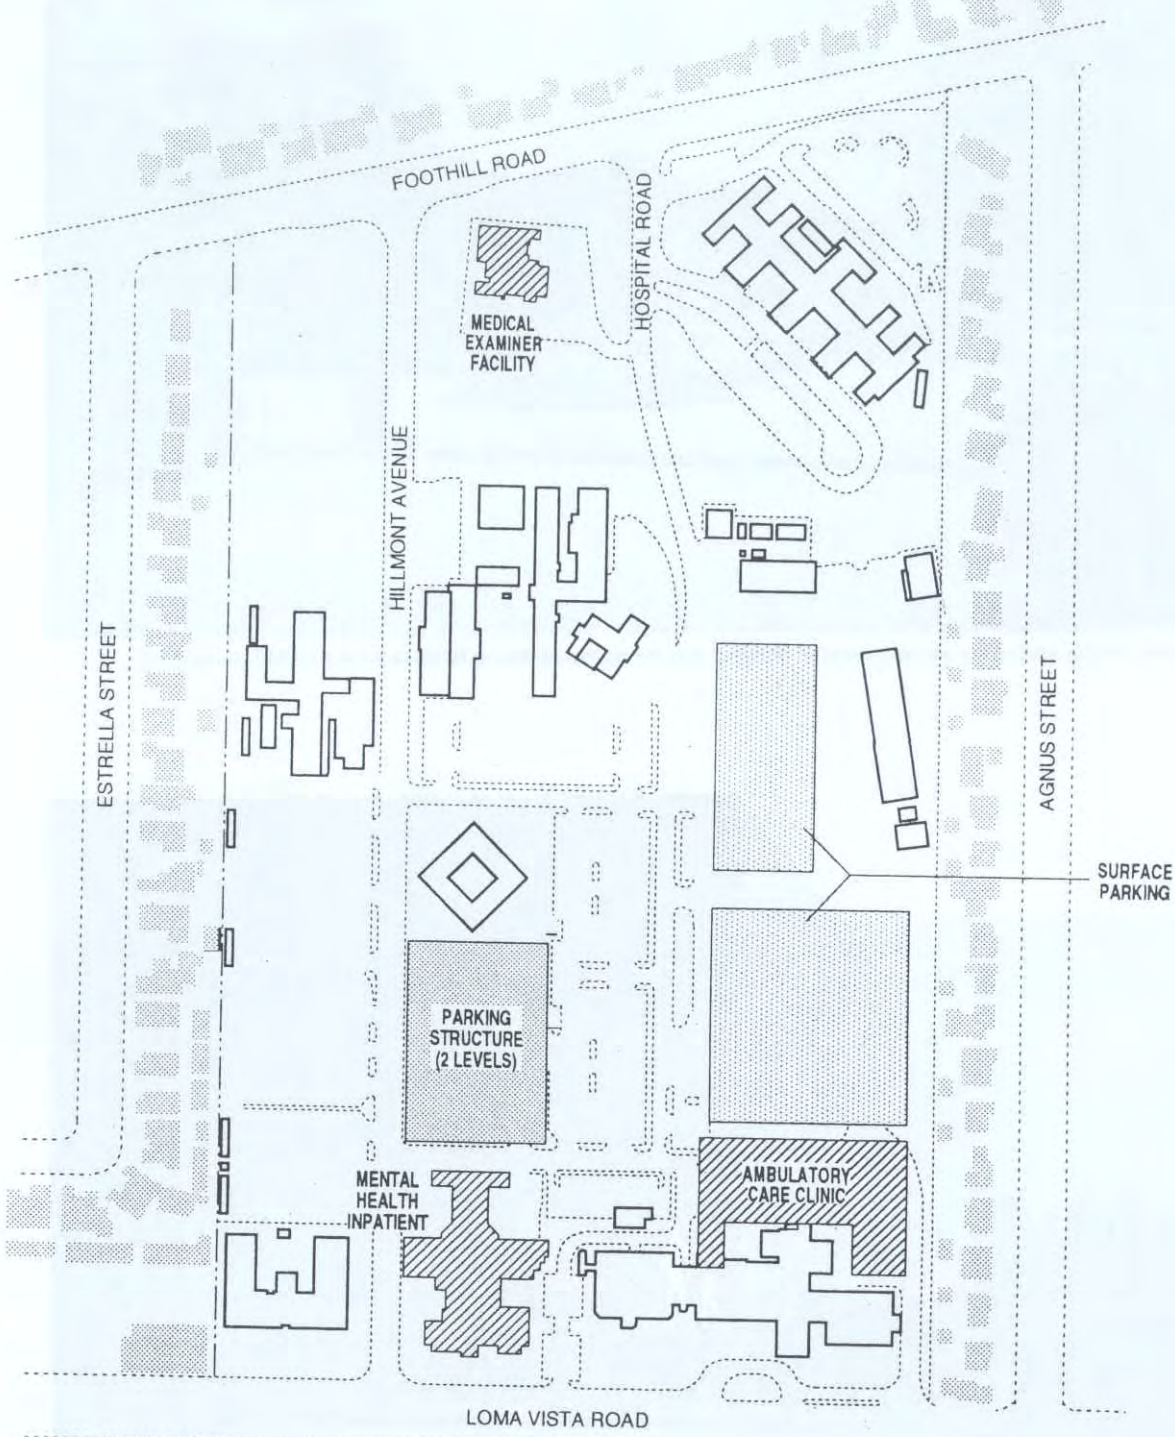 FOOTHILL ROAD
HOSPITAL ROAD
MEDICAL
EXAMINER
FACILITY
HILLMONT AVENUE
ESTRELLA STREET
AGNUS STREET
SURFACE
PARKING
PARKING
STRUCTURE
(2 LEVELS)
MENTAL
HEALTH
INPATIENT
AMBULATORY
CARE CLINIC
LOMA VISTA ROAD